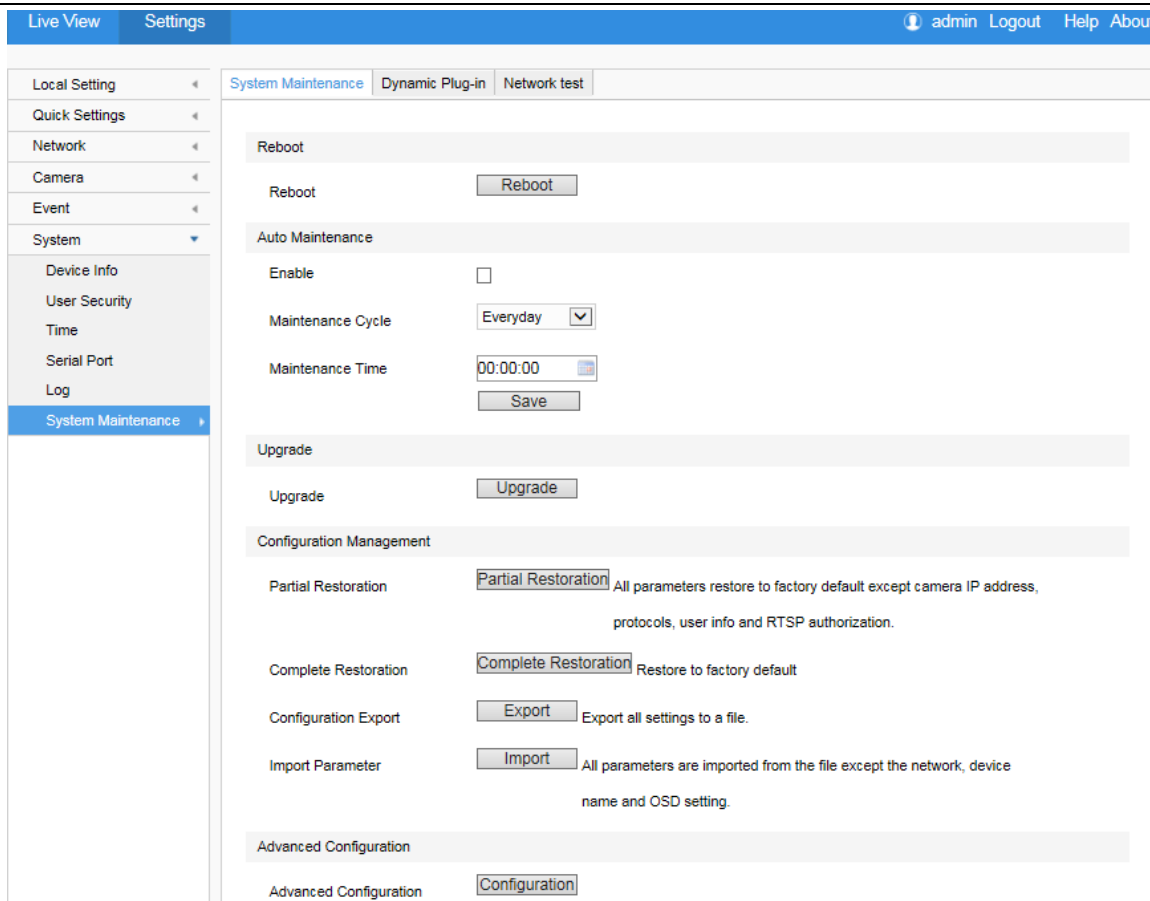 Live View Settings admin Logout Help Abou
Local Setting
Quick Settings
Network
Camera
Event
System
Device Info
User Security
Time
Serial Port
Log
System Maintenance
System Maintenance Dynamic Plug-in Network test
Reboot
Reboot Reboot
Auto Maintenance
Enable
Maintenance Cycle Everyday
Maintenance Time 00:00:00
Save
Upgrade
Upgrade Upgrade
Configuration Management
Partial Restoration Partial Restoration All parameters restore to factory default except camera IP address,
protocols, user info and RTSP authorization.
Complete Restoration Complete Restoration Restore to factory default
Configuration Export Export Export all settings to a file.
Import Parameter Import All parameters are imported from the file except the network, device
name and OSD setting.
Advanced Configuration
Advanced Configuration Configuration